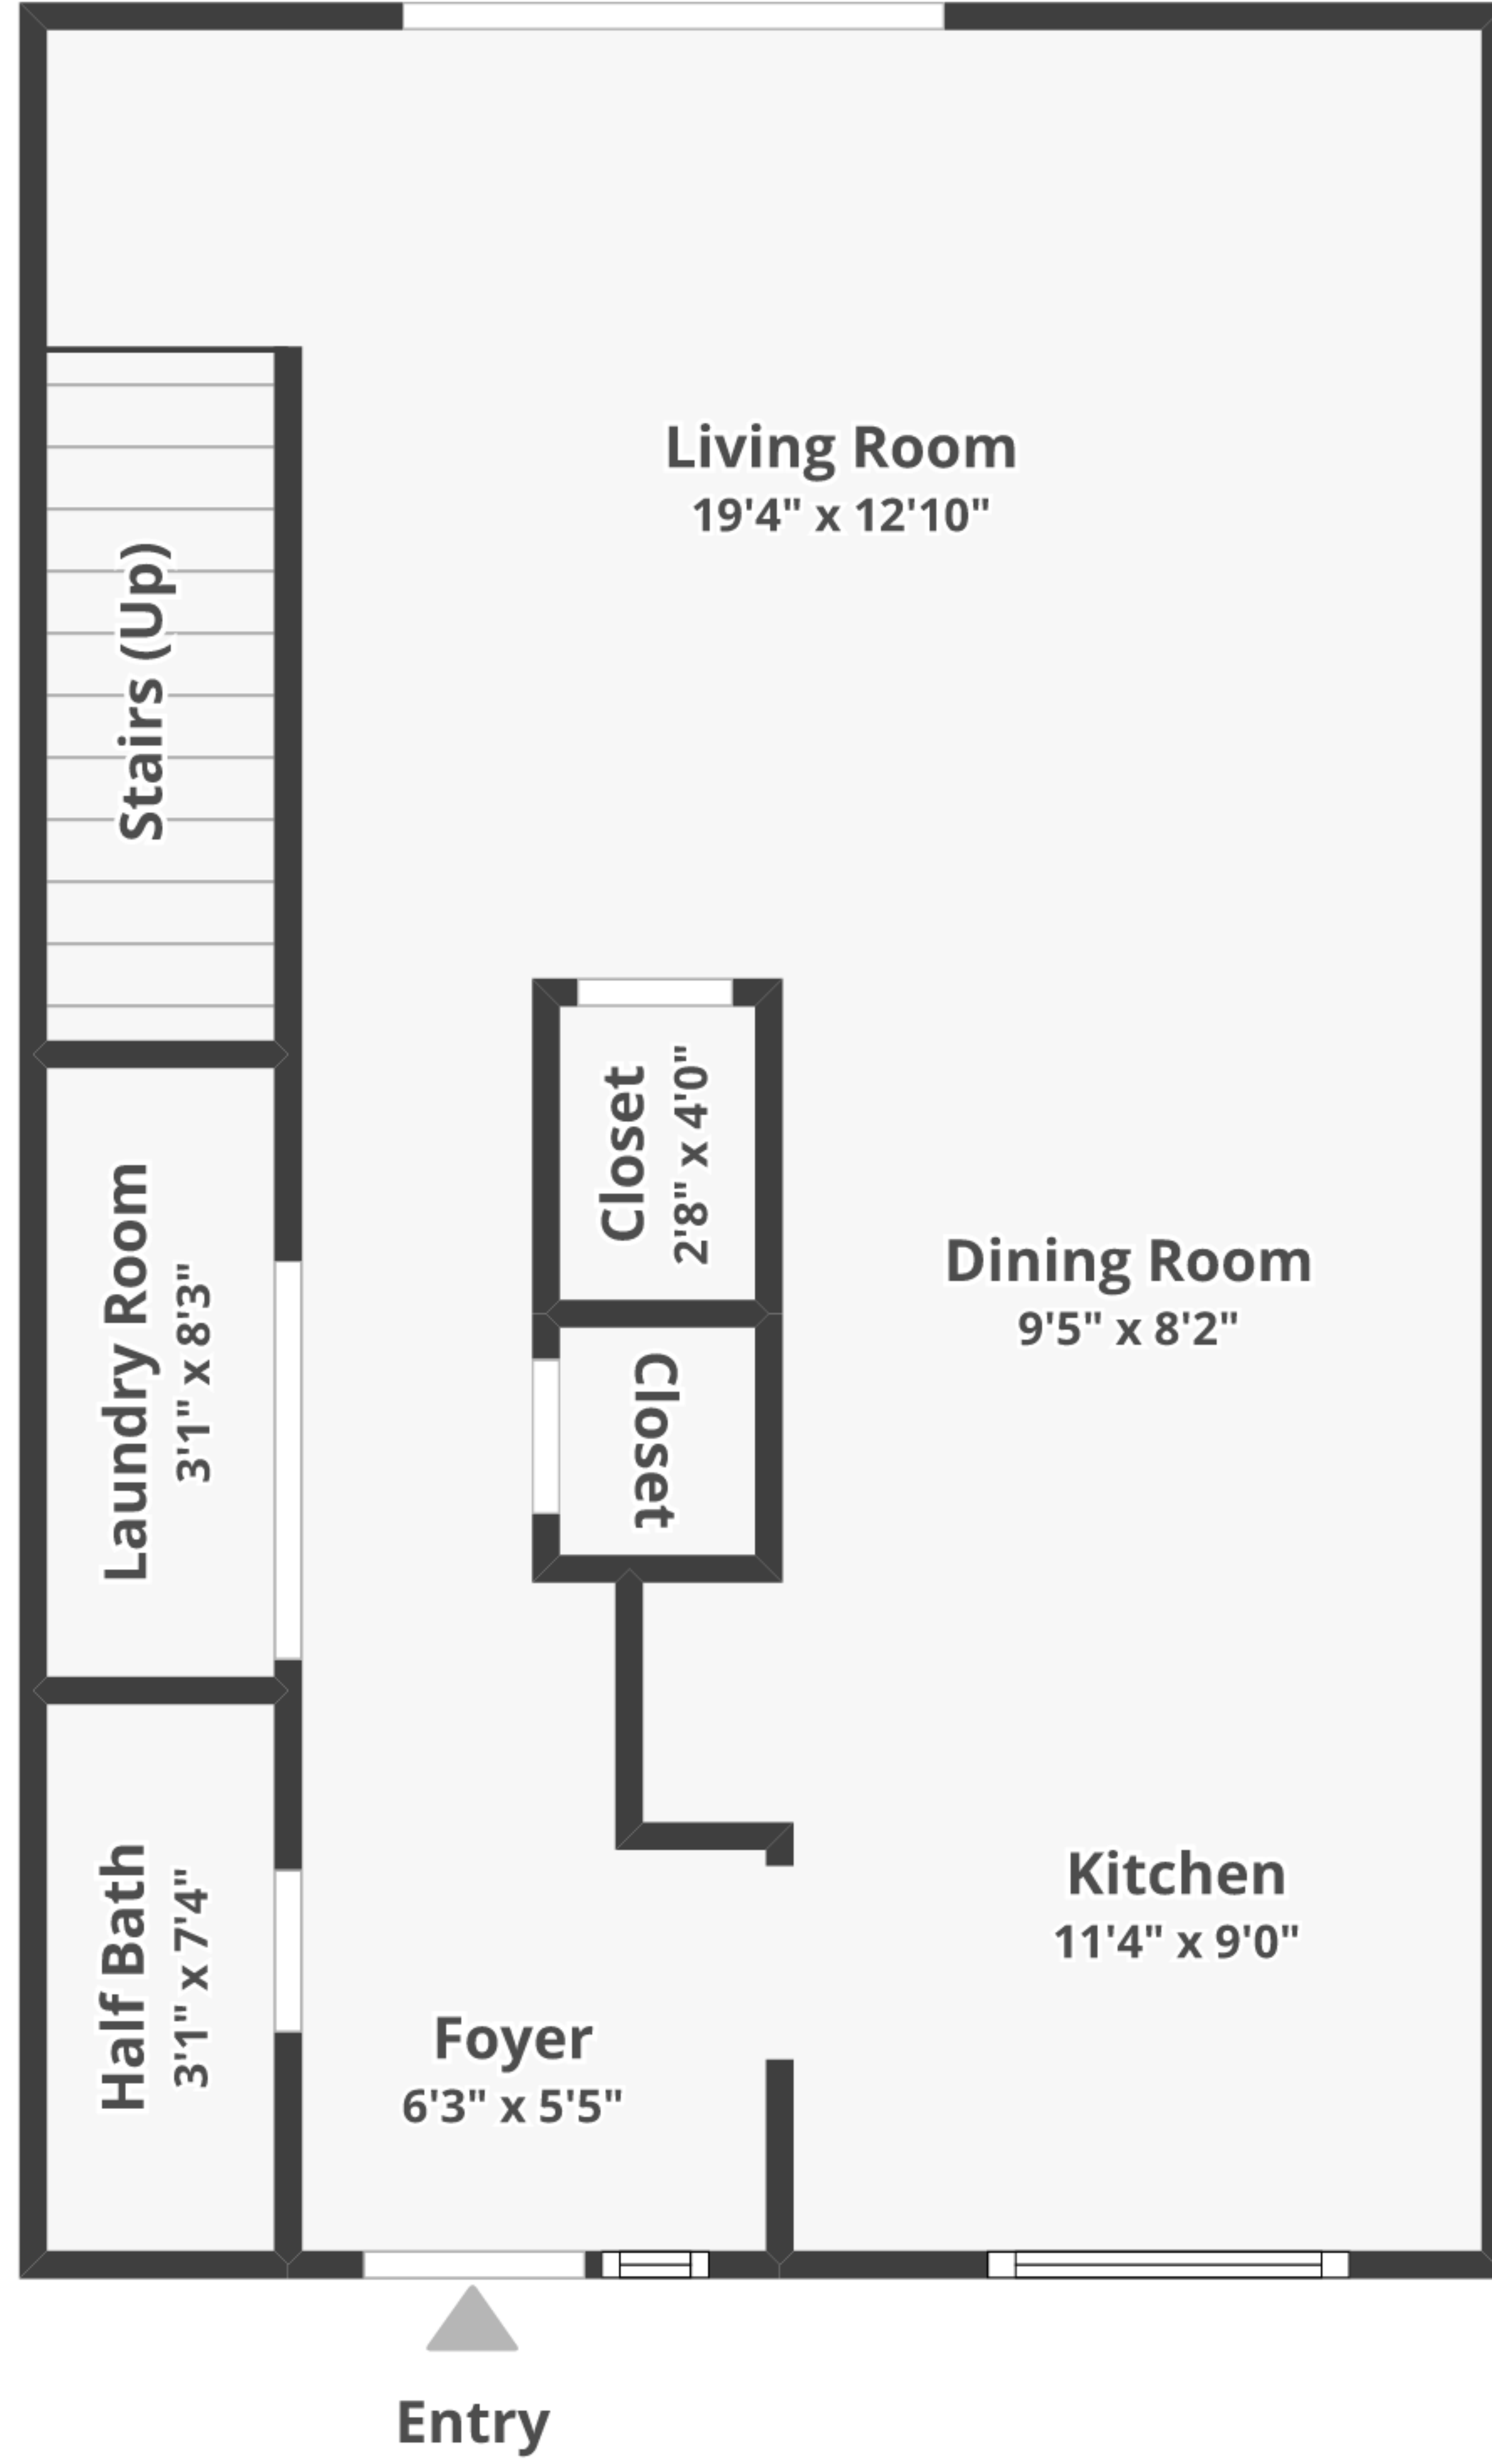 Living Room
19'4" x 12'10"
Stairs (Up)
Closet
2'8" x 4'0"
Dining Room
9'5" x 8'2"
Laundry Room
3'1" x 8'3"
Closet
Kitchen
11'4" x 9'0"
Half Bath
3'1" x 7'4"
Foyer
6'3" x 5'5"
Entry